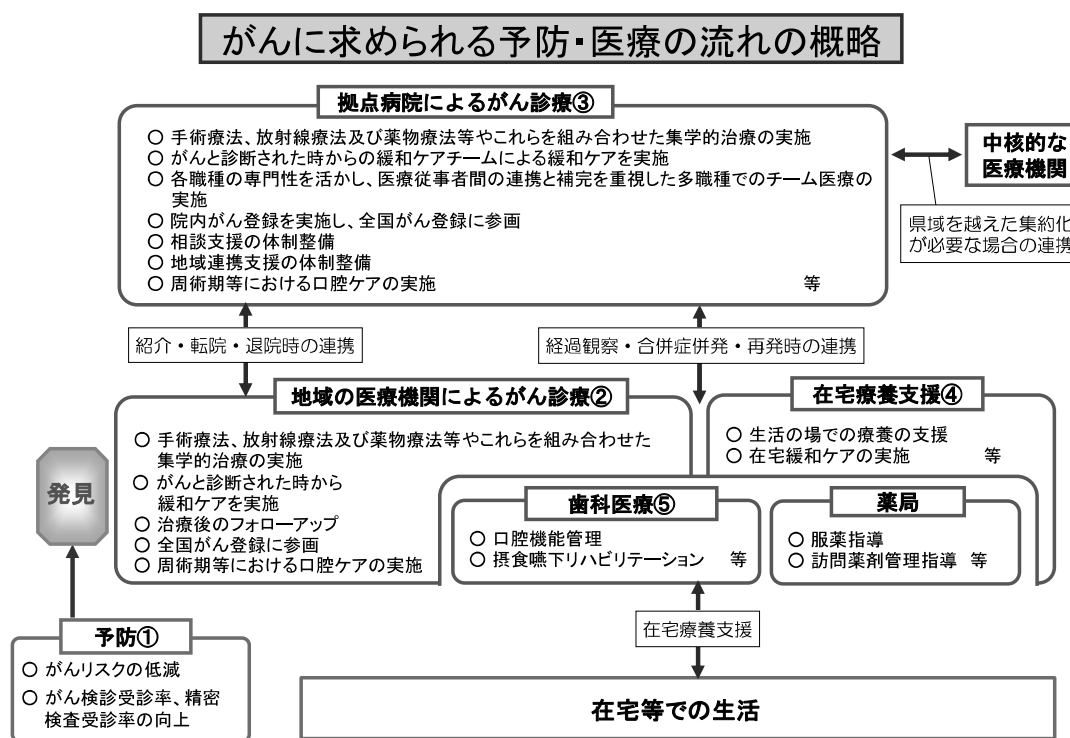 がんに求められる予防・医療の流れの概略
拠点病院によるがん診療③
○ 手術療法、放射線療法及び薬物療法等やこれらを組み合わせた集学的治療の実施
○ がんと診断された時からの緩和ケアチームによる緩和ケアを実施
○ 各職種の専門性を活かし、医療従事者間の連携と補完を重視した多職種でのチーム医療の
実施
○ 院内がん登録を実施し、全国がん登録に参画
○ 相談支援の体制整備
○ 地域連携支援の体制整備
○ 周術期等における口腔ケアの実施 等
中核的な
医療機関
県域を越えた集約化
が必要な場合の連携
紹介・転院・退院時の連携
経過観察・合併症併発・再発時の連携
地域の医療機関によるがん診療②
○ 手術療法、放射線療法及び薬物療法等やこれらを組み合わせた
集学的治療の実施
○ がんと診断された時から
緩和ケアを実施
○ 治療後のフォローアップ
○ 全国がん登録に参画
○ 周術期等における口腔ケアの実施
在宅療養支援④
○ 生活の場での療養の支援
○ 在宅緩和ケアの実施 等
歯科医療⑤
○ 口腔機能管理
○ 摂食嚥下リハビリテーション 等
薬局
○ 服薬指導
○ 訪問薬剤管理指導 等
発見
予防①
○ がんリスクの低減
○ がん検診受診率、精密
検査受診率の向上
在宅療養支援
在宅等での生活